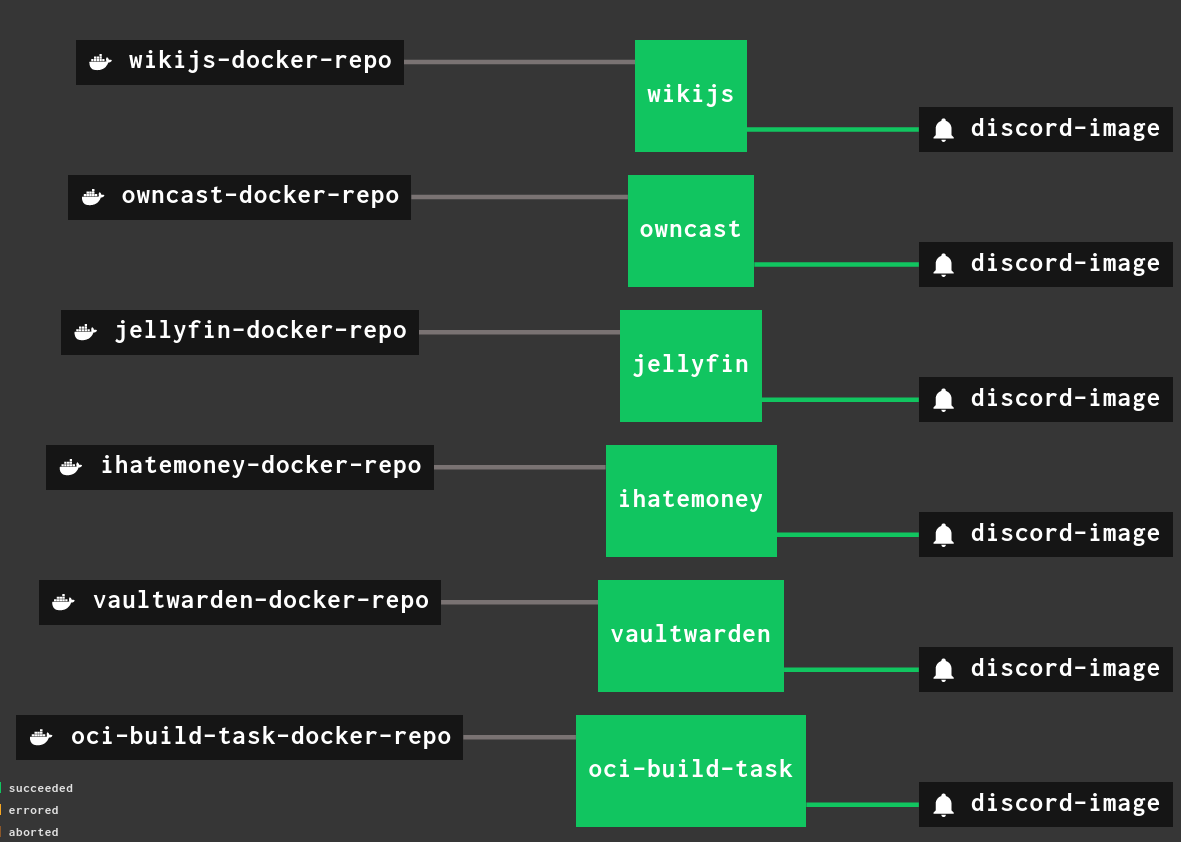 wikijs-docker-repo
wikijs
discord-image
owncast-docker-repo
owncast
discord-image
jellyfin-docker-repo
jellyfin
discord-image
ihatemoney-docker-repo
ihatemoney
discord-image
vaultwarden-docker-repo
vaultwarden
discord-image
oci-build-task-docker-repo
oci-build-task
discord-image
succeeded
errored
aborted